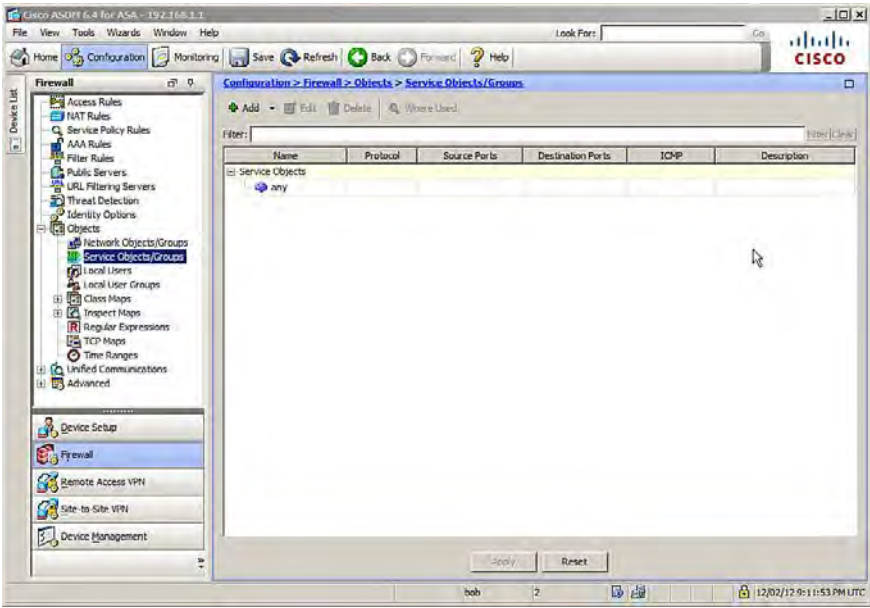 Cisco ASDM 6.4 for ASA - 192.168.1.1
File View Tools Wizards Window Help
Look For:
Go
Home Configuration Monitoring Save Refresh Back Forward Help
CISCO
Device List
Firewall
Access Rules
NAT Rules
Service Policy Rules
AAA Rules
Filter Rules
Public Servers
URL Filtering Servers
Threat Detection
Identity Options
Objects
Network Objects/Groups
Service Objects/Groups
Local Users
Local User Groups
Class Maps
Inspect Maps
Regular Expressions
TCP Maps
Time Ranges
Unified Communications
Advanced
Device Setup
Firewall
Remote Access VPN
Site-to-Site VPN
Device Management
Configuration > Firewall > Objects > Service Objects/Groups
Add Edit Delete Where Used
Filter:
Filter Clear
Name Protocol Source Ports Destination Ports ICMP Description
Service Objects
any
Apply Reset
bob 2 12/02/12 9:11:53 PM UTC